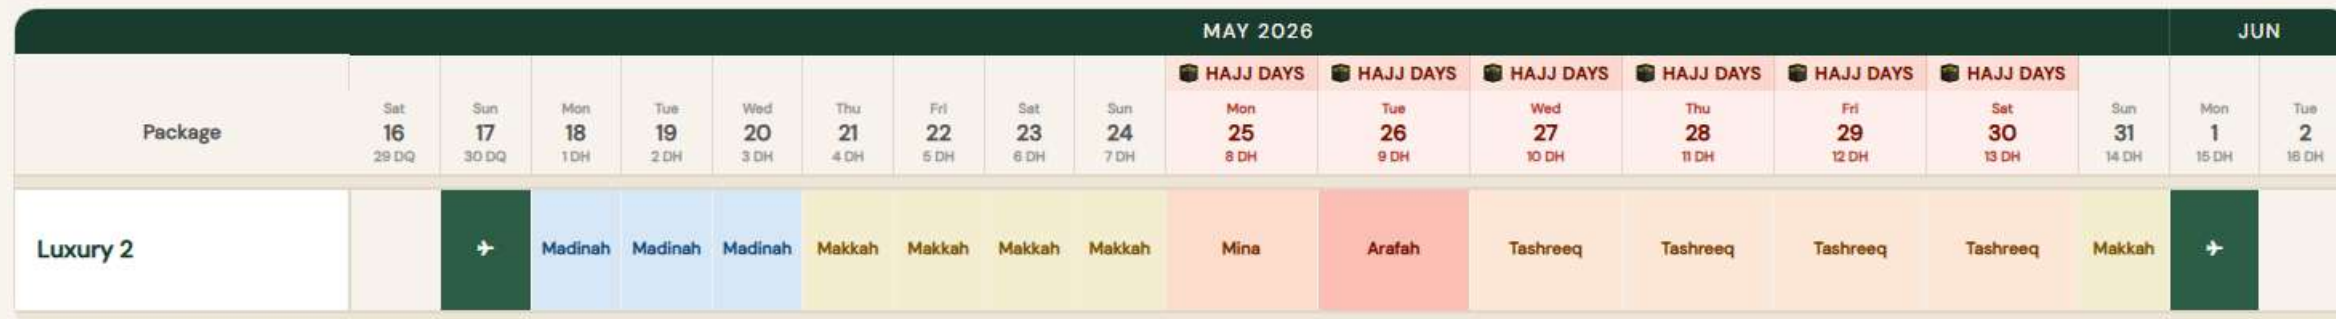 MAY 2026 JUN
HAJJ DAYS HAJJ DAYS HAJJ DAYS HAJJ DAYS HAJJ DAYS HAJJ DAYS
Sat Sun Mon Tue Wed Thu Fri Sat Sun Mon Tue Wed Thu Fri Sat Sun Mon Tue
Package 16 17 18 19 20 21 22 23 24 25 26 27 28 29 30 31 1 2
29 DQ 30 DQ 1 DH 2 DH 3 DH 4 DH 5 DH 6 DH 7 DH 8 DH 9 DH 10 DH 11 DH 12 DH 13 DH 14 DH 15 DH 16 DH
Luxury 2 Madinah Madinah Madinah Makkah Makkah Makkah Makkah Mina Arafah Tashreeq Tashreeq Tashreeq Tashreeq Makkah